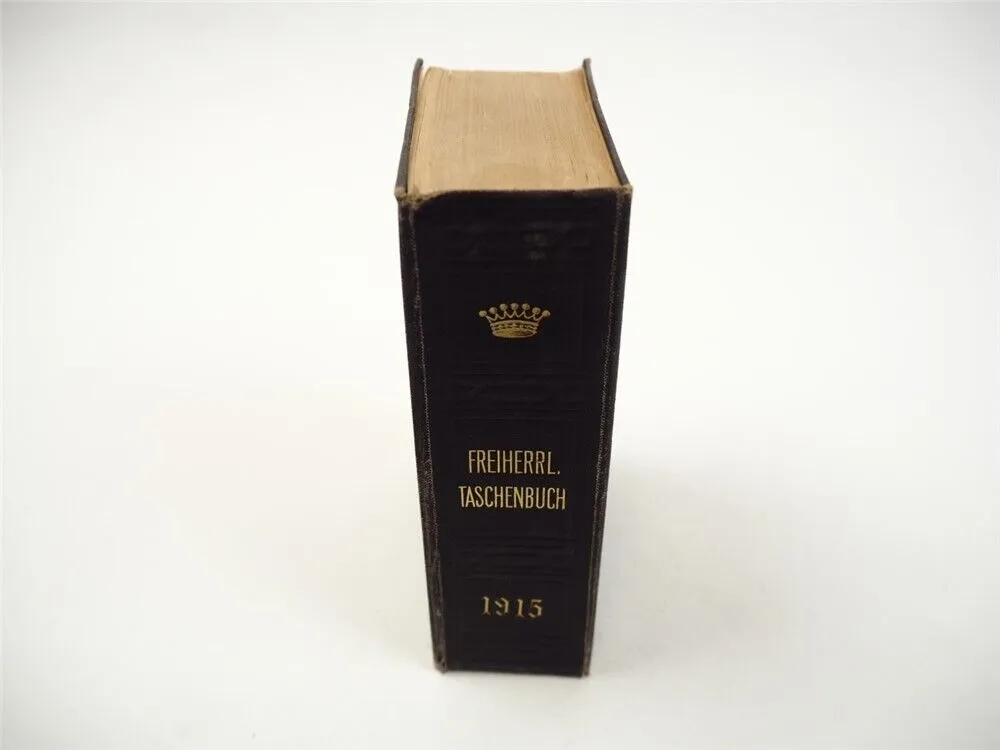 FREIHERRL.
TASCHENBUCH
1915